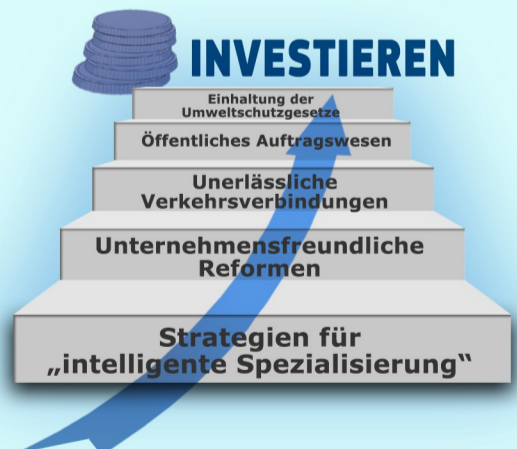 INVESTIEREN
Einhaltung der
Umweltschutzgesetze
Öffentliches Auftragswesen
Unerlässliche
Verkehrsverbindungen
Unternehmensfreundliche
Reformen
Strategien für
„intelligente Spezialisierung“